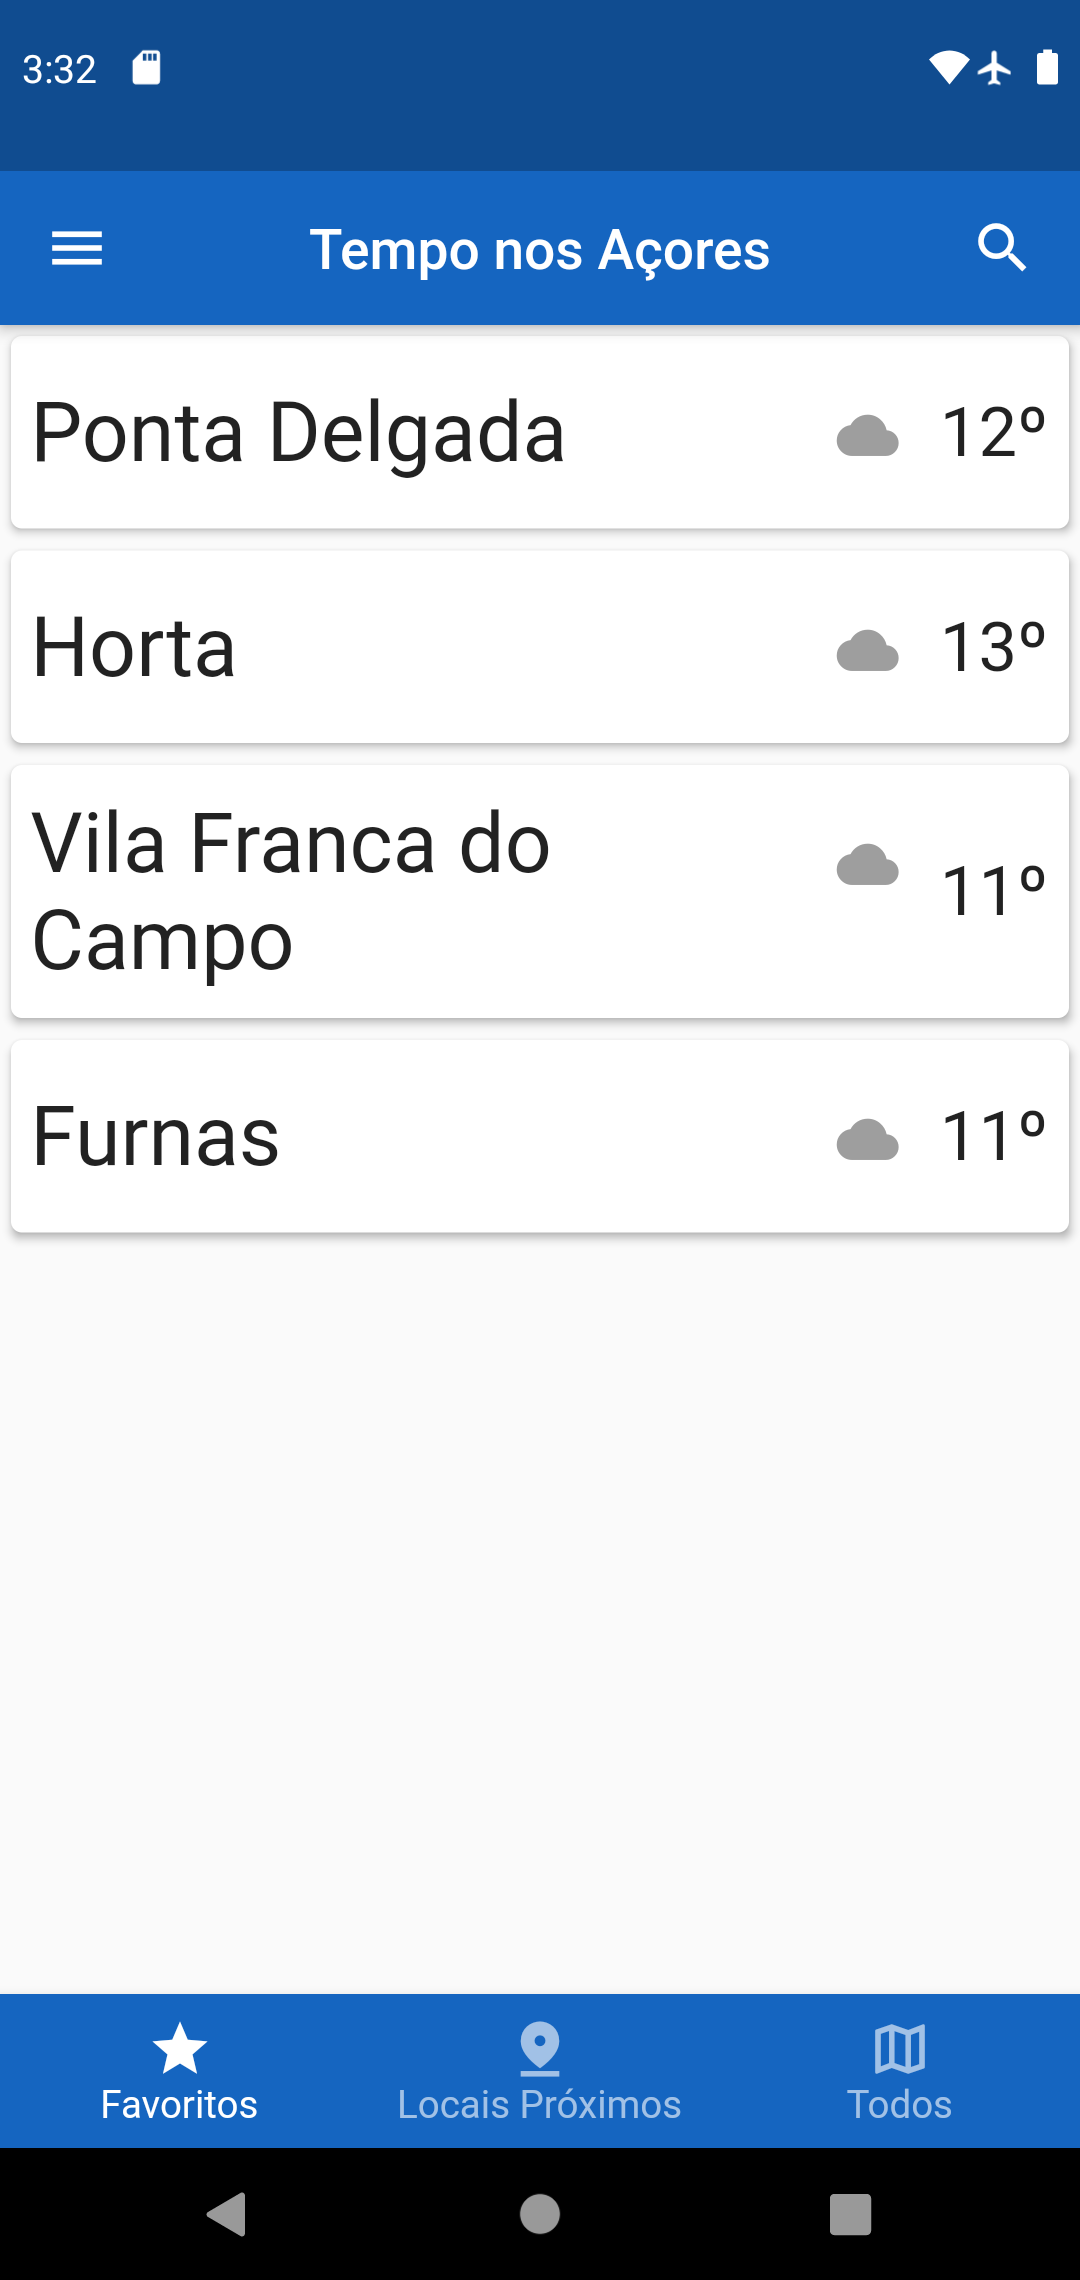 3:32
Tempo nos Açores
Ponta Delgada
12º
Horta
13º
Vila Franca do
Campo
11º
Furnas
11º
Favoritos
Locais Próximos
Todos